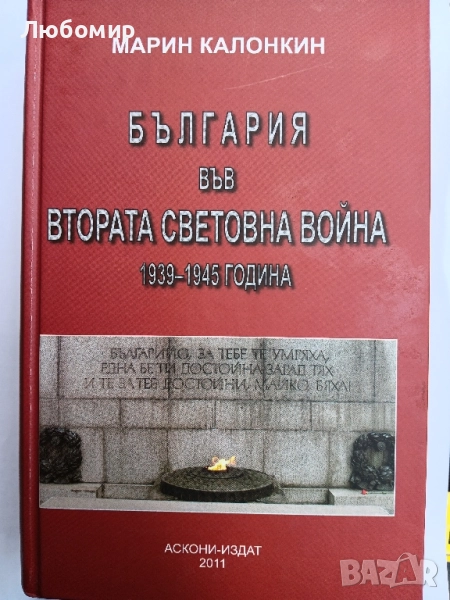 Любомир
МАРИН КАЛОНКИН
БЪЛГАРИЯ
ВЪВ
ВТОРАТА СВЕТОВНА ВОЙНА
1939–1945 ГОДИНА
БЪЛГАРИЙО, ЗА ТЕБЕ ТЕ УМРЯХА,
ЕДНА БЕ ТИ ДОСТОЙНА ЗАРАД ТЯХ
И ТЕ ЗА ТЕБ ДОСТОЙНИ, МАЙКО, БЯХА!
АСКОНИ-ИЗДАТ
2011
BAZAR